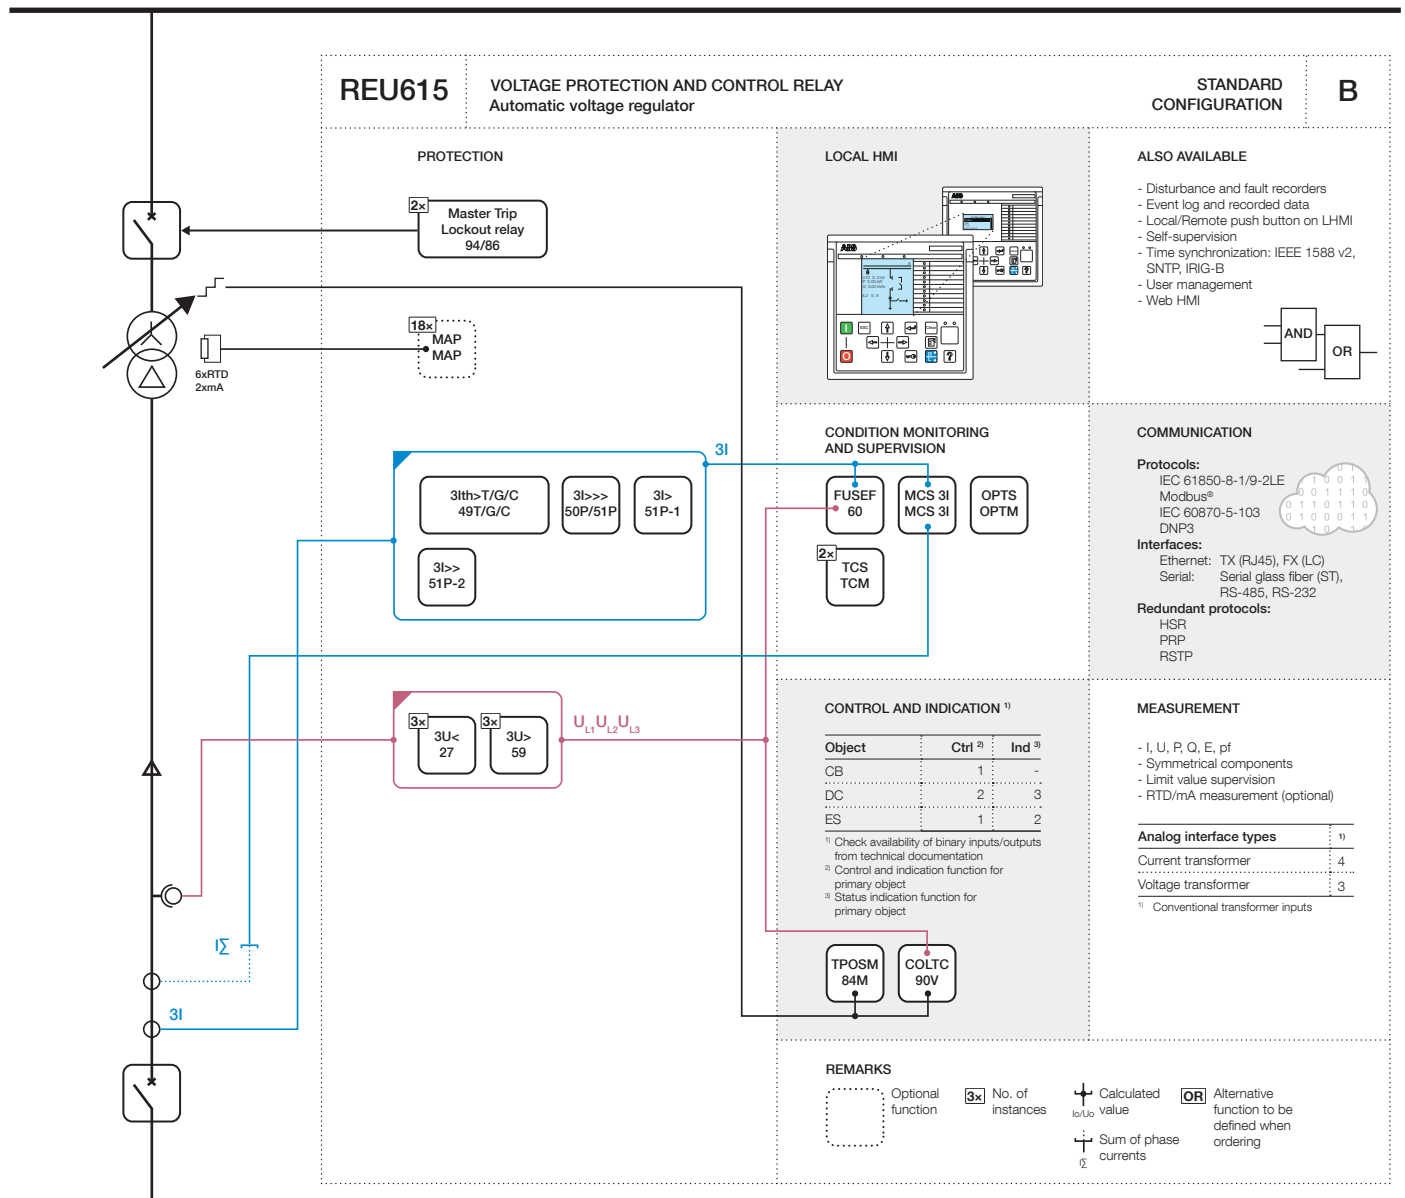 REU615
VOLTAGE PROTECTION AND CONTROL RELAY
Automatic voltage regulator
STANDARD
CONFIGURATION
B
PROTECTION
2×
Master Trip
Lockout relay
94/86
18×
MAP
MAP
6xRTD
2xmA
3I
3Ith>T/G/C
49T/G/C
3I>>>
50P/51P
3I>
51P-1
3I>>
51P-2
3×
3U<
27
3×
3U>
59
UL1UL2UL3
I∑
3I
LOCAL HMI
ABB
ABB
ESC
ALSO AVAILABLE
- Disturbance and fault recorders
- Event log and recorded data
- Local/Remote push button on LHMI
- Self-supervision
- Time synchronization: IEEE 1588 v2,
SNTP, IRIG-B
- User management
- Web HMI
AND
OR
CONDITION MONITORING
AND SUPERVISION
FUSEF
60
MCS 3I
MCS 3I
OPTS
OPTM
2×
TCS
TCM
COMMUNICATION
Protocols:
IEC 61850-8-1/9-2LE
Modbus®
IEC 60870-5-103
DNP3
Interfaces:
Ethernet: TX (RJ45), FX (LC)
Serial: Serial glass fiber (ST),
RS-485, RS-232
Redundant protocols:
HSR
PRP
RSTP
CONTROL AND INDICATION 1)
Object Ctrl 2) Ind 3)
CB 1 -
DC 2 3
ES 1 2
1) Check availability of binary inputs/outputs
from technical documentation
2) Control and indication function for
primary object
3) Status indication function for
primary object
TPOSM
84M
COLTC
90V
MEASUREMENT
- I, U, P, Q, E, pf
- Symmetrical components
- Limit value supervision
- RTD/mA measurement (optional)
Analog interface types 1)
Current transformer 4
Voltage transformer 3
1) Conventional transformer inputs
REMARKS
Optional
function
3×
No. of
instances
Io/Uo
Calculated
value
I∑
Sum of phase
currents
OR
Alternative
function to be
defined when
ordering